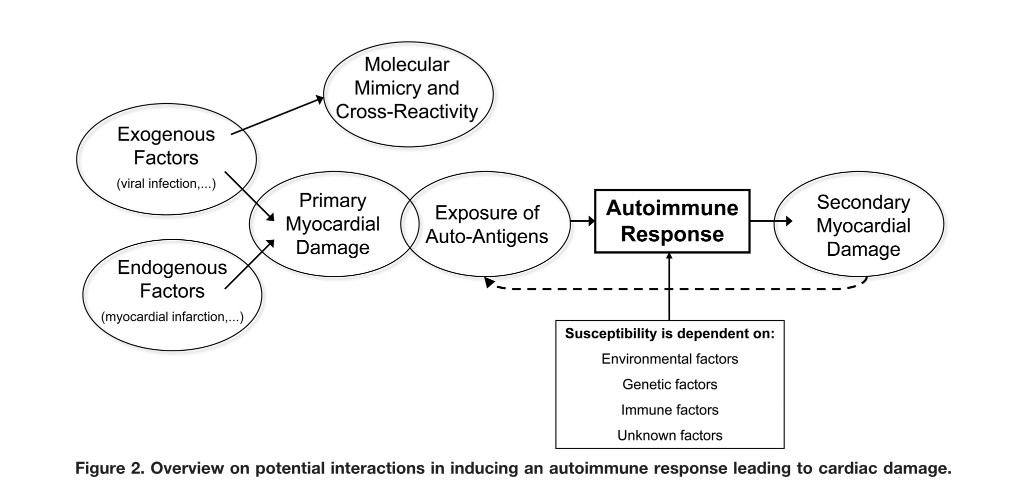 Molecular
Mimicry and
Cross-Reactivity
Exogenous
Factors
(viral infection,...)
Primary
Myocardial
Damage
Exposure of
Auto-Antigens
Autoimmune
Response
Secondary
Myocardial
Damage
Endogenous
Factors
(myocardial infarction,...)
Susceptibility is dependent on:
Environmental factors
Genetic factors
Immune factors
Unknown factors
Figure 2. Overview on potential interactions in inducing an autoimmune response leading to cardiac damage.